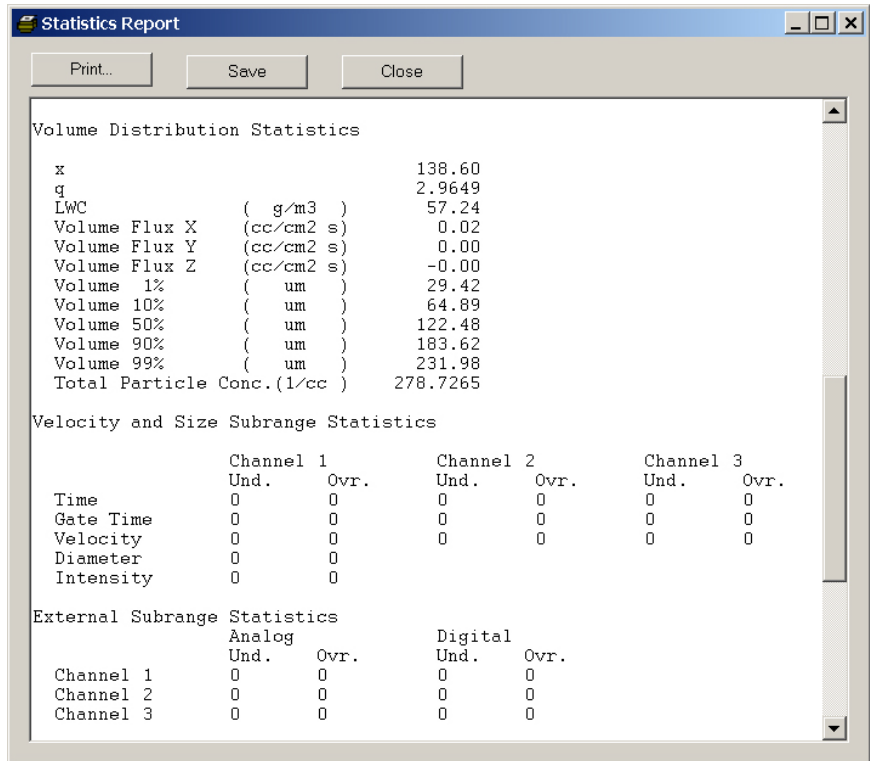 Statistics Report
Print... Save Close
Volume Distribution Statistics
x 138.60
q 2.9649
LWC ( g/m3 ) 57.24
Volume Flux X (cc/cm2 s) 0.02
Volume Flux Y (cc/cm2 s) 0.00
Volume Flux Z (cc/cm2 s) -0.00
Volume 1% ( um ) 29.42
Volume 10% ( um ) 64.89
Volume 50% ( um ) 122.48
Volume 90% ( um ) 183.62
Volume 99% ( um ) 231.98
Total Particle Conc.(1/cc ) 278.7265
Velocity and Size Subrange Statistics
Channel 1 Channel 2 Channel 3
Und. Ovr. Und. Ovr. Und. Ovr.
Time 0 0 0 0 0 0
Gate Time 0 0 0 0 0 0
Velocity 0 0 0 0 0 0
Diameter 0 0
Intensity 0 0
External Subrange Statistics
Analog Digital
Und. Ovr. Und. Ovr.
Channel 1 0 0 0 0
Channel 2 0 0 0 0
Channel 3 0 0 0 0